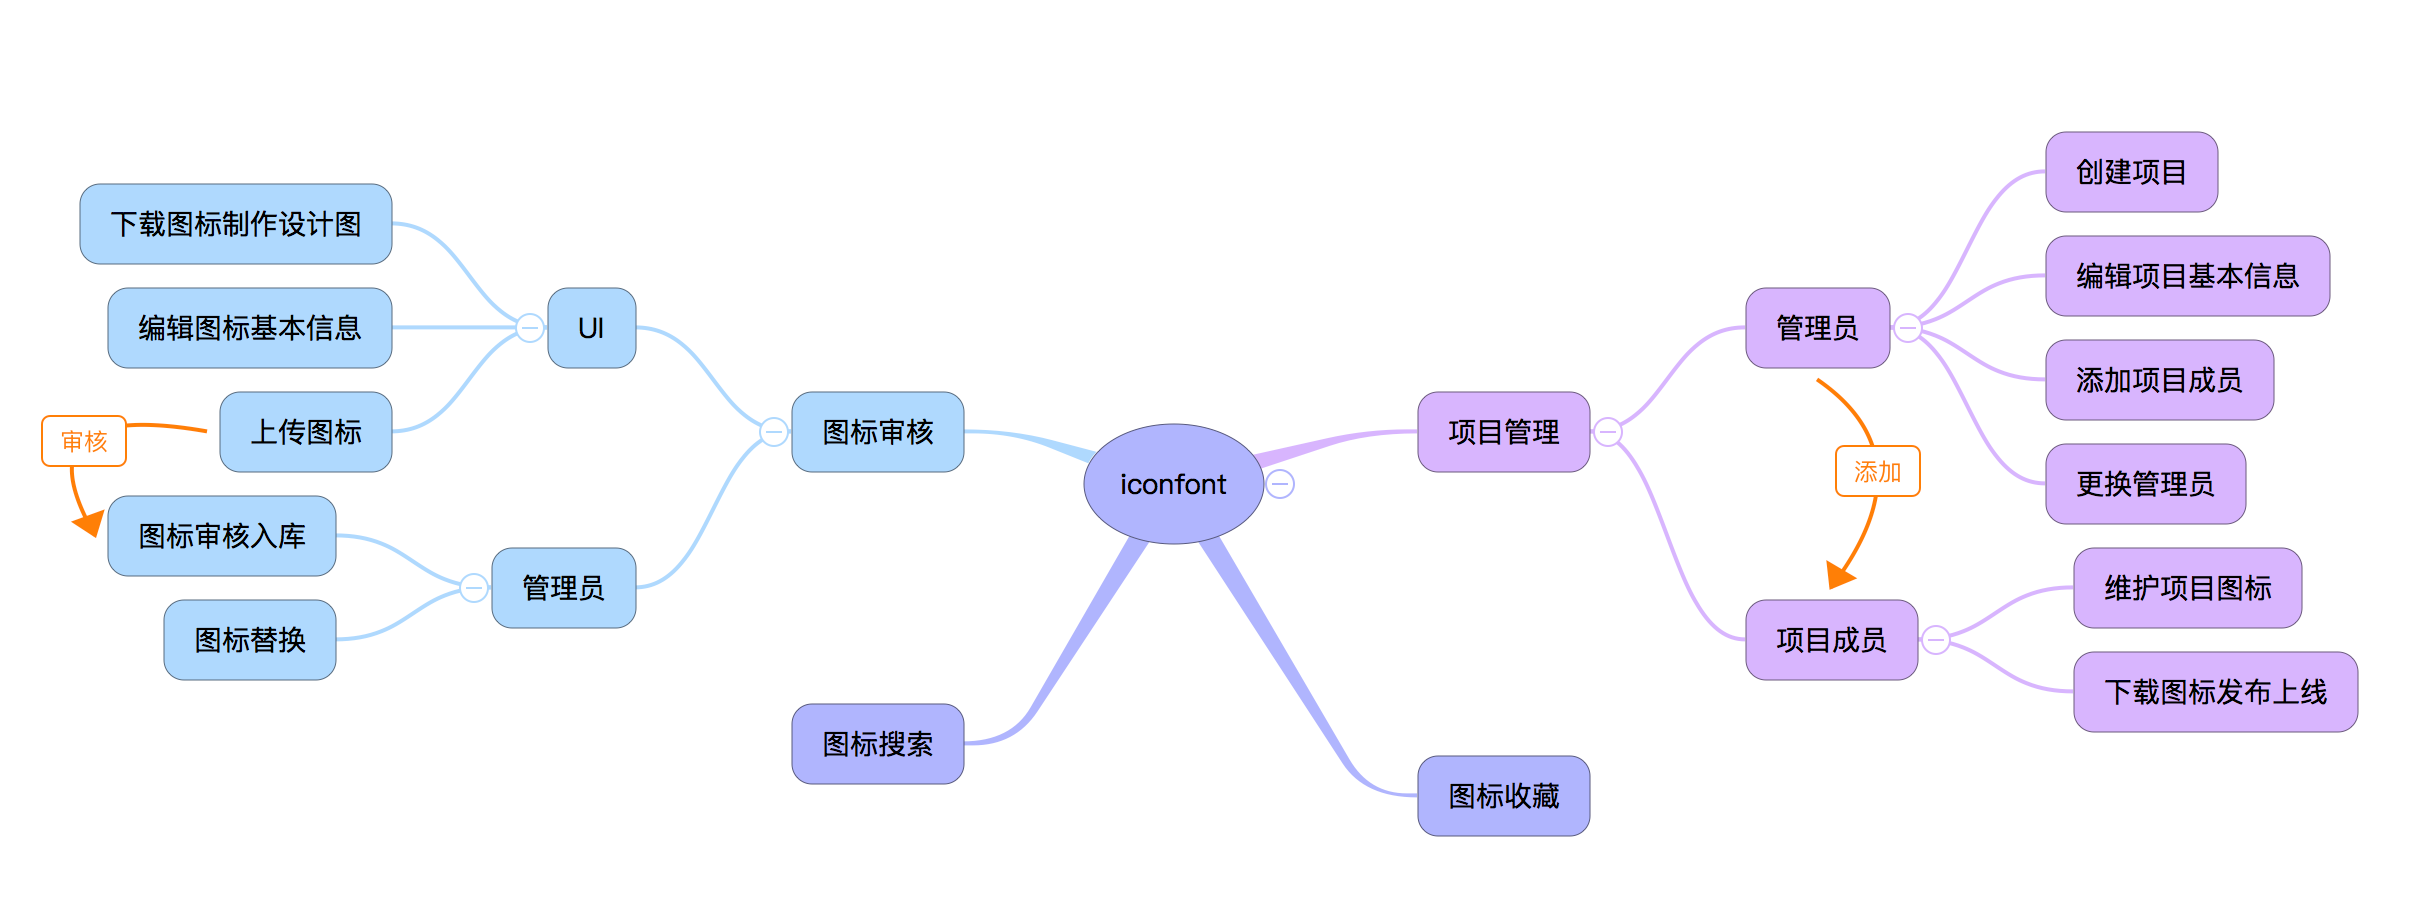 iconfont
图标审核
UI
下载图标制作设计图
编辑图标基本信息
上传图标
审核
管理员
图标审核入库
图标替换
图标搜索
项目管理
管理员
创建项目
编辑项目基本信息
添加项目成员
更换管理员
添加
项目成员
维护项目图标
下载图标发布上线
图标收藏